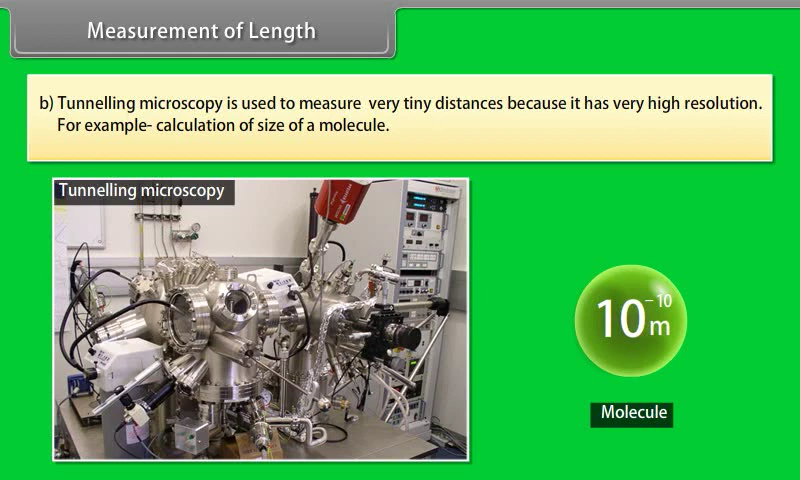 Measurement of Length
b) Tunnelling microscopy is used to measure  very tiny distances because it has very high resolution.
For example- calculation of size of a molecule.
Tunnelling microscopy
10⁻¹⁰m
Molecule